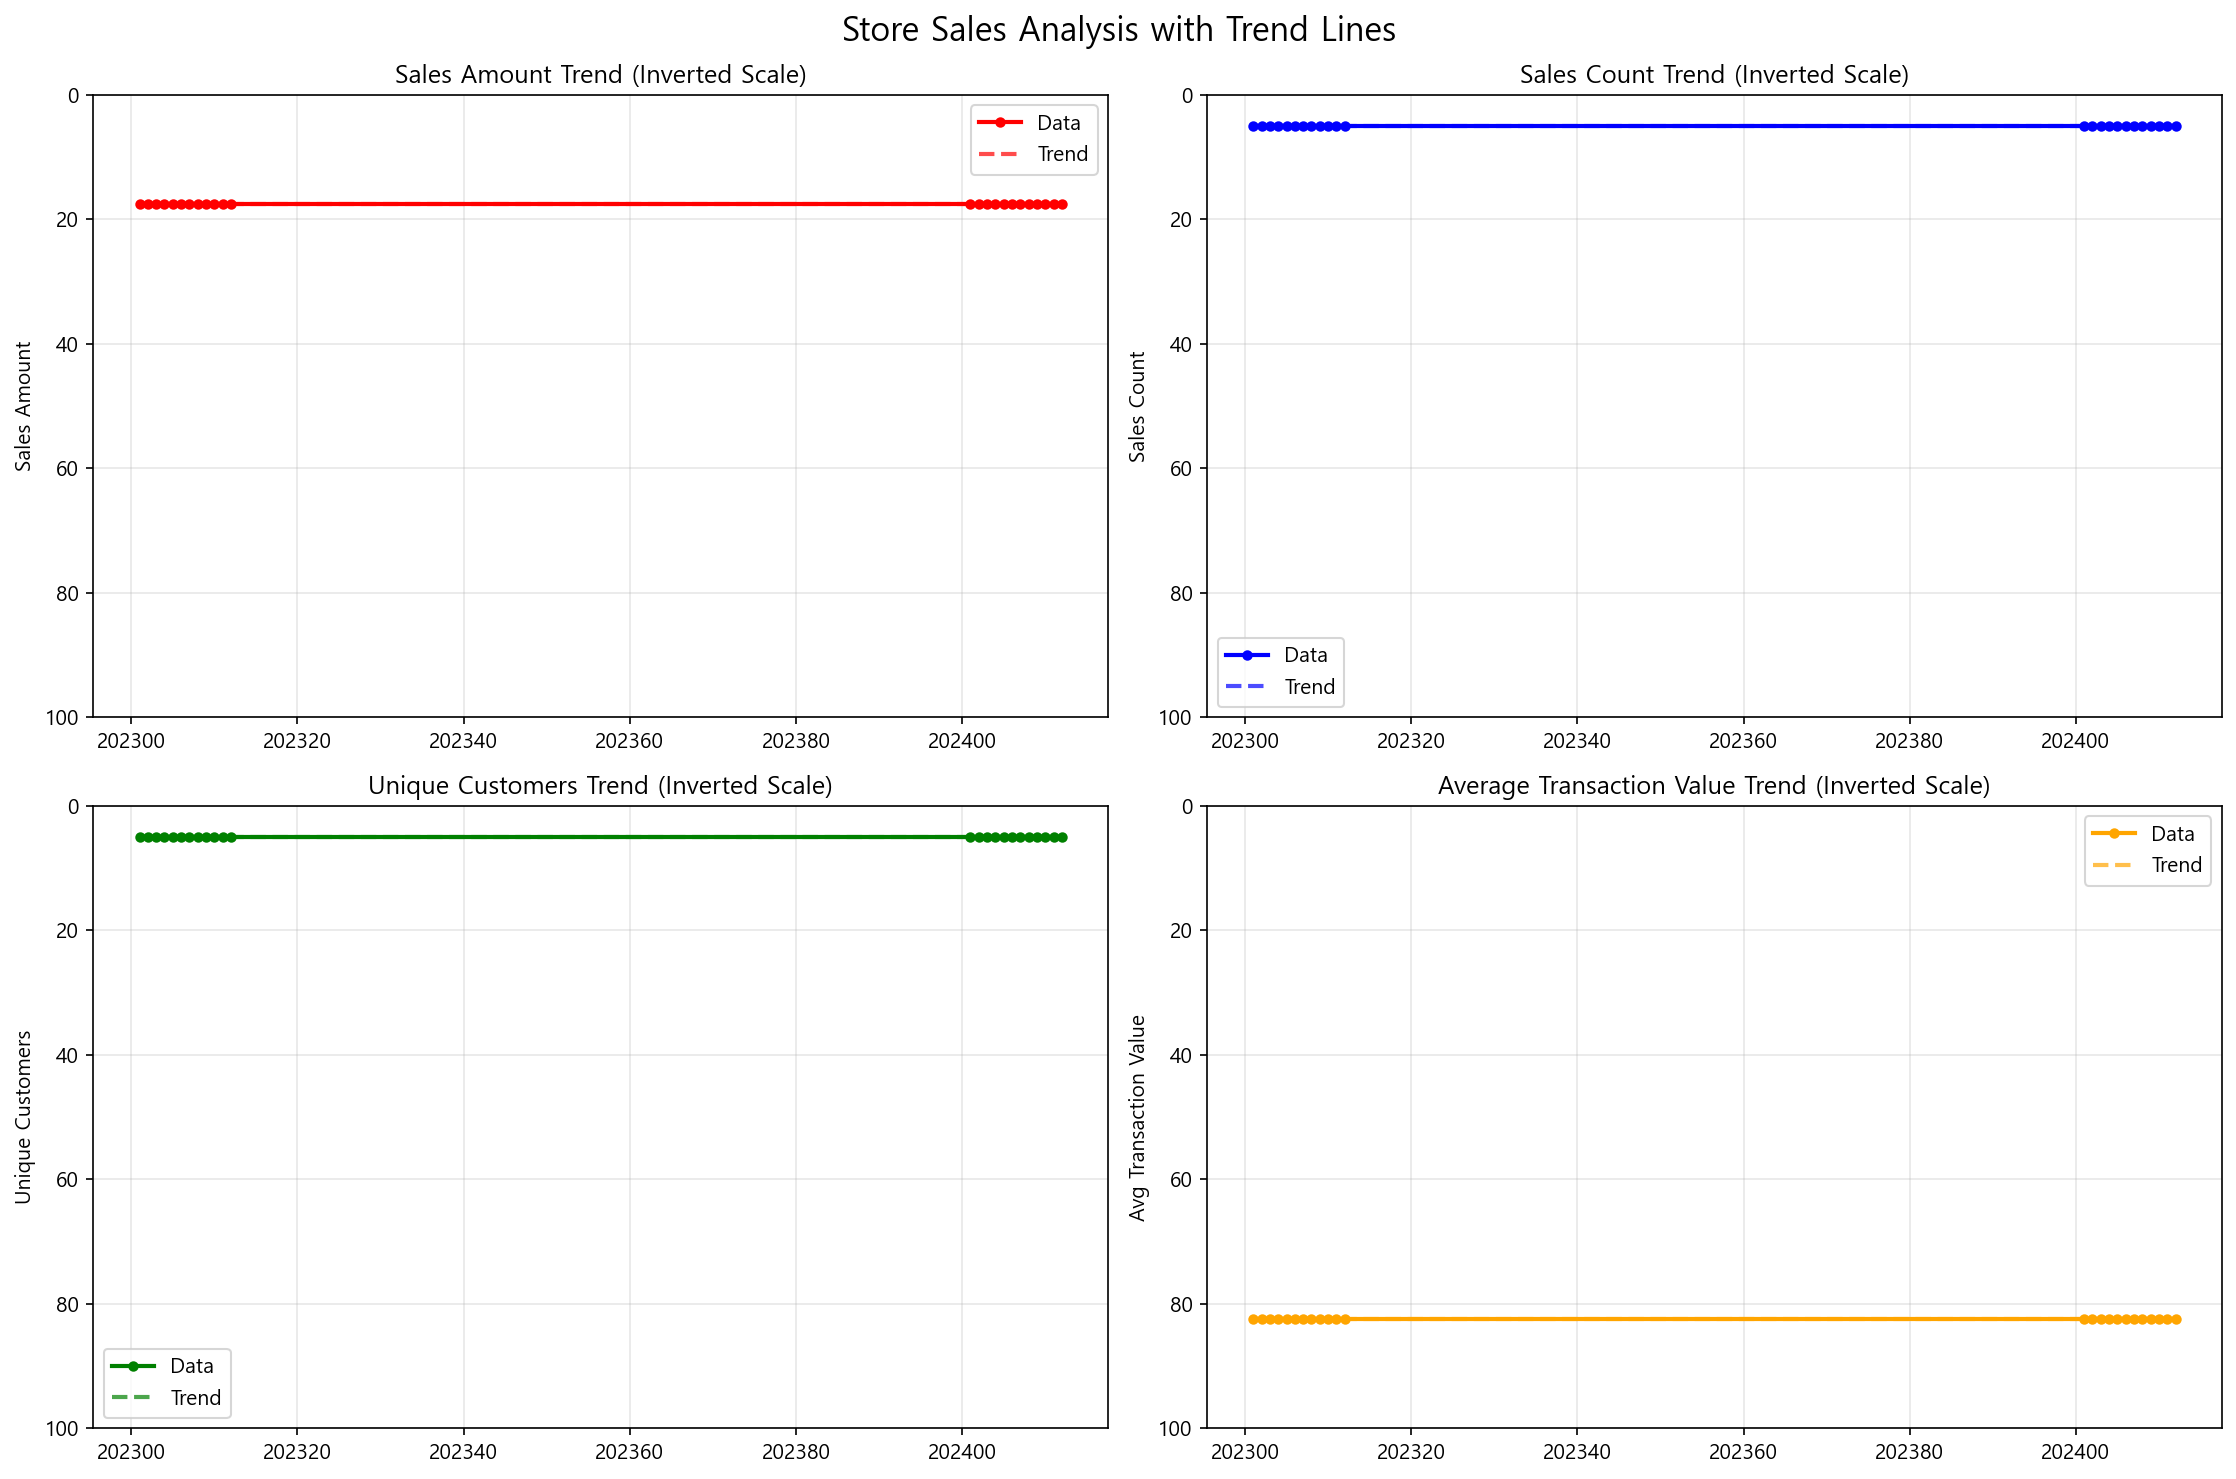 Store Sales Analysis with Trend Lines
Sales Amount Trend (Inverted Scale)
Sales Amount
0
20
40
60
80
100
202300 202320 202340 202360 202380 202400
Data
Trend
Sales Count Trend (Inverted Scale)
Sales Count
0
20
40
60
80
100
202300 202320 202340 202360 202380 202400
Data
Trend
Unique Customers Trend (Inverted Scale)
Unique Customers
0
20
40
60
80
100
202300 202320 202340 202360 202380 202400
Data
Trend
Average Transaction Value Trend (Inverted Scale)
Avg Transaction Value
0
20
40
60
80
100
202300 202320 202340 202360 202380 202400
Data
Trend